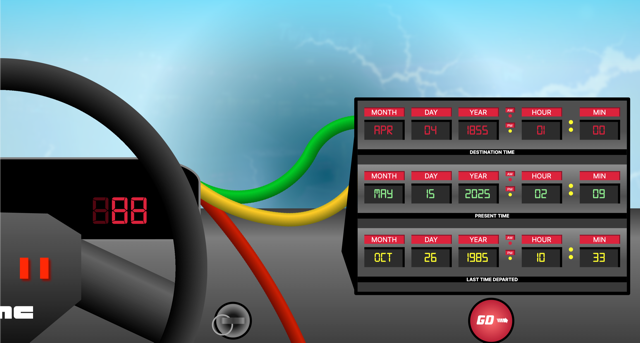 MONTH DAY YEAR AM HOUR MIN
APR 04 1855 PM 01 00
DESTINATION TIME
MONTH DAY YEAR AM HOUR MIN
MAY 15 2025 PM 02 09
PRESENT TIME
MONTH DAY YEAR AM HOUR MIN
OCT 26 1985 PM 10 33
LAST TIME DEPARTED
88
GO